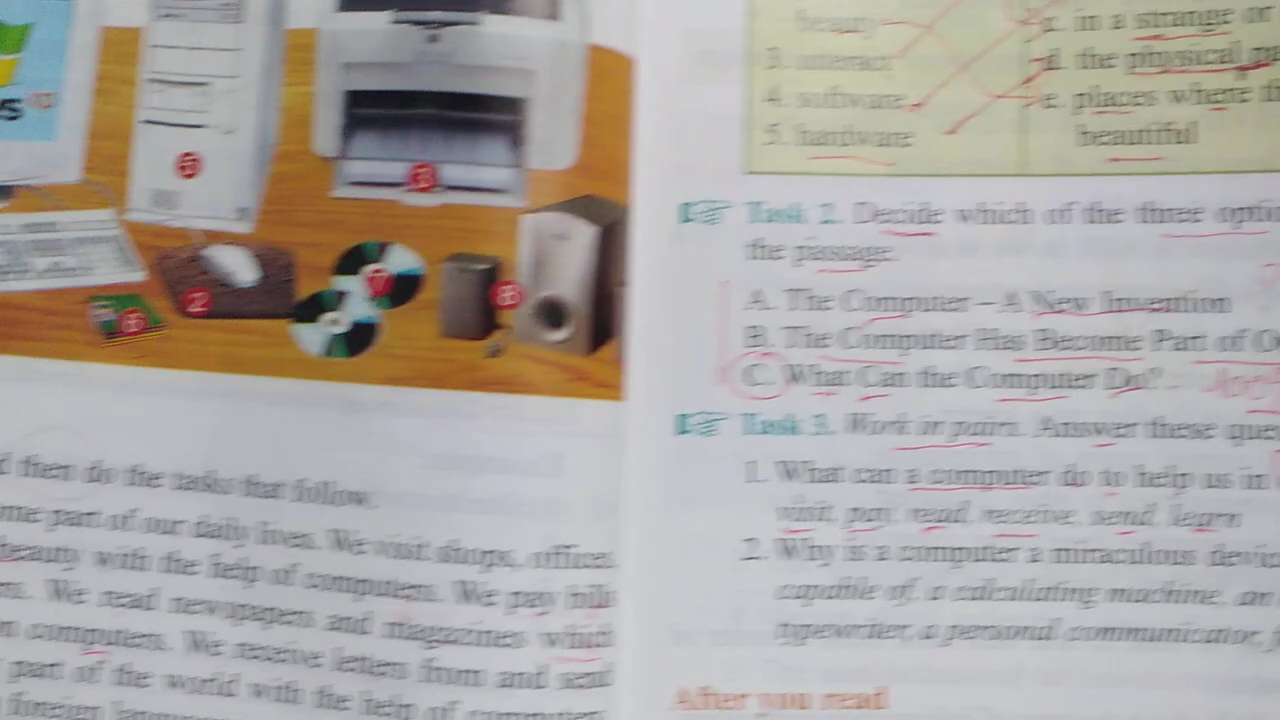 d then do the tasks that follow.
ome part of our daily lives. We visit shops, offices
beauty with the help of computers. We pay bills
ers. We read newspapers and magazines which
on computers. We receive letters from and send
part of the world with the help of computers.
foreign
beauty
c. in a strange or
3. interact
d. the physical pa
4. software
e. places where
5. hardware
beautiful
Task 2. Decide which of the three opti
the passage.
A. The Computer – A New Invention
B. The Computer Has Become Part of O
C. What Can the Computer Do?
Task 3. Work in pairs. Answer these que
1. What can a computer do to help us in
visit, pay, read, receive, send, learn
2. Why is a computer a miraculous devic
capable of, a calculating machine, an
typewriter, a personal communicator,
After you read